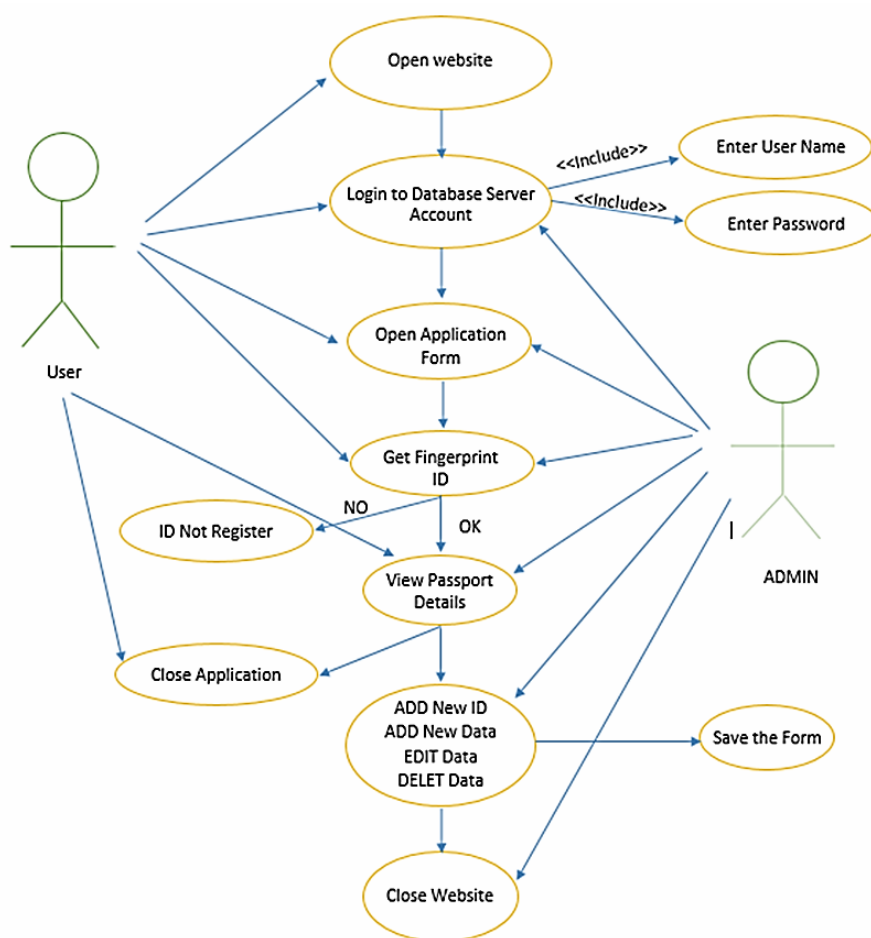 Open website
<<Include>>
Enter User Name
Login to Database Server
Account
<<Include>>
Enter Password
Open Application
Form
User
Get Fingerprint
ID
NO
OK
ID Not Register
ADMIN
View Passport
Details
Close Application
ADD New ID
ADD New Data
EDIT Data
DELET Data
Save the Form
Close Website